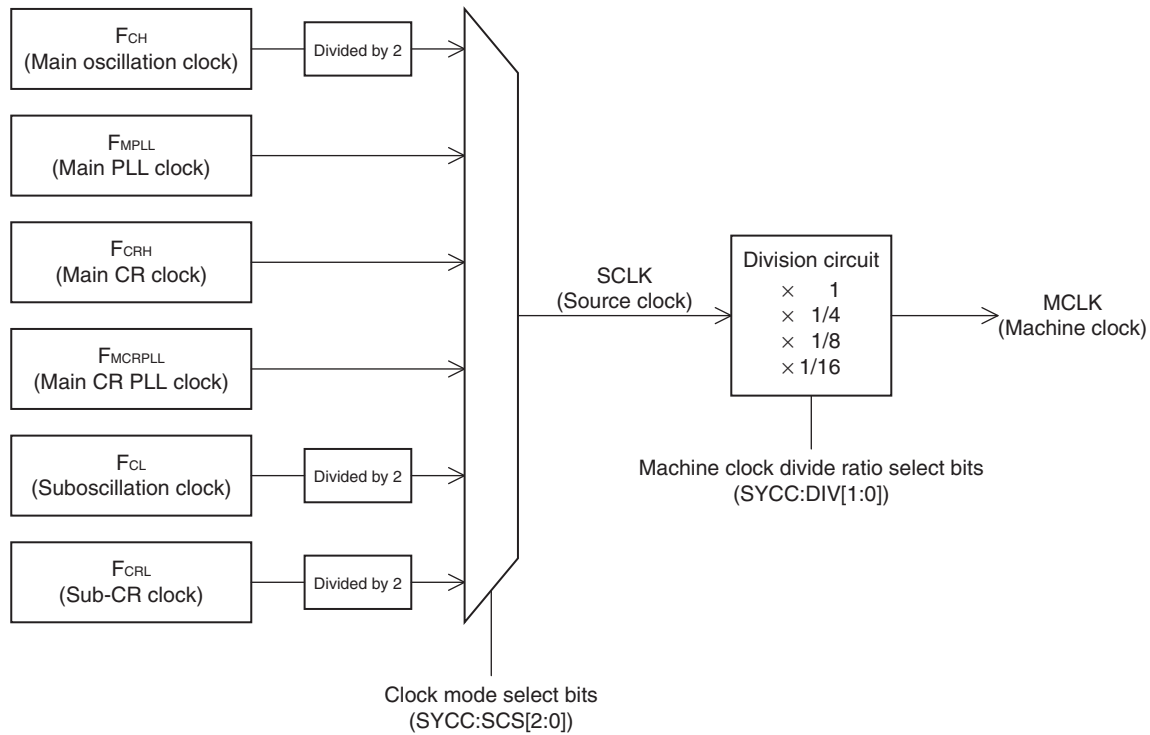 FCH
(Main oscillation clock)
Divided by 2
FMPLL
(Main PLL clock)
FCRH
(Main CR clock)
FMCRPLL
(Main CR PLL clock)
FCL
(Suboscillation clock)
Divided by 2
FCRL
(Sub-CR clock)
Divided by 2
SCLK
(Source clock)
Division circuit
× 1
× 1/4
× 1/8
× 1/16
MCLK
(Machine clock)
Machine clock divide ratio select bits
(SYCC:DIV[1:0])
Clock mode select bits
(SYCC:SCS[2:0])